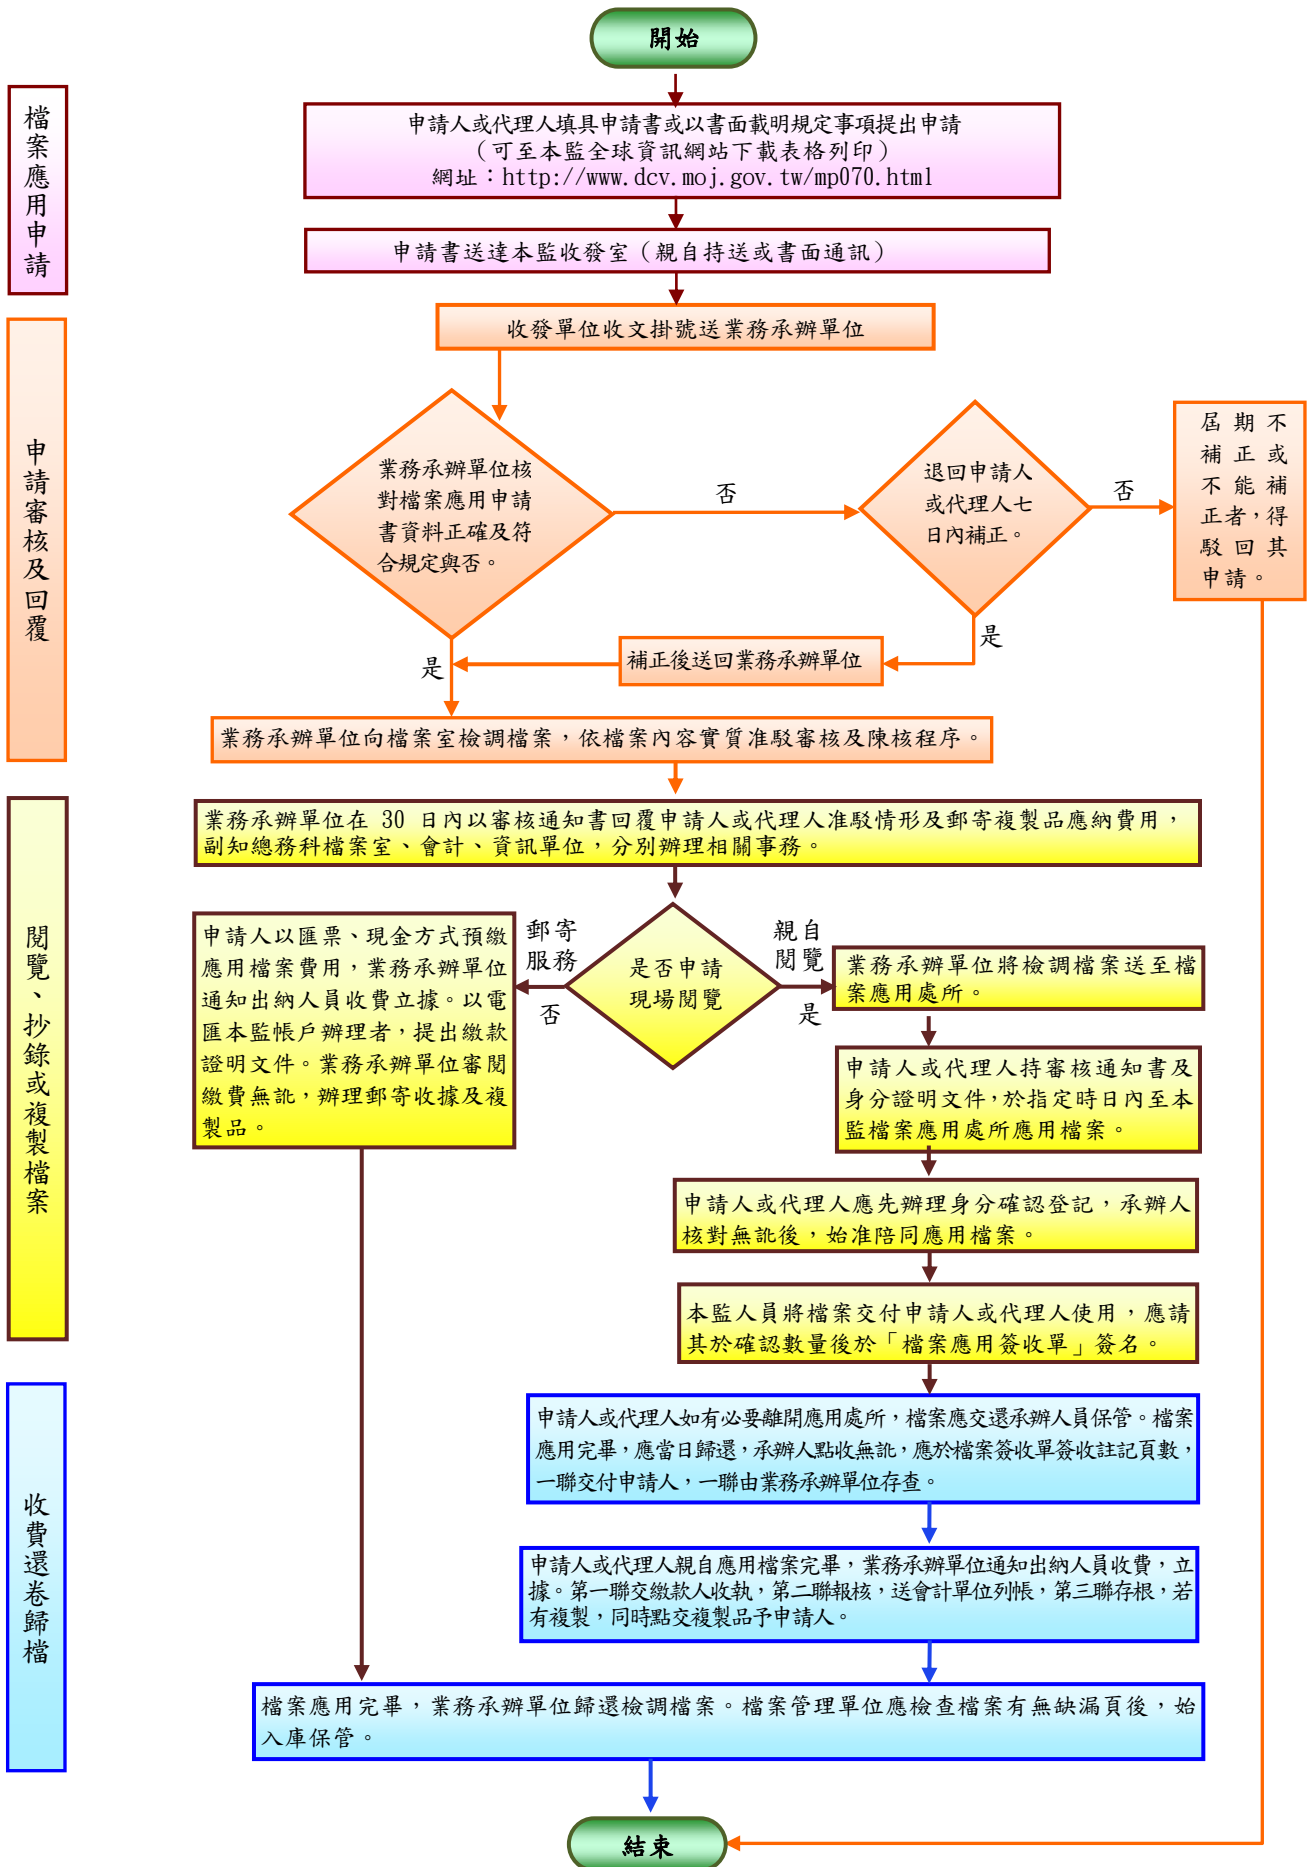 開始
檔案應用申請
申請人或代理人填具申請書或以書面載明規定事項提出申請
（可至本監全球資訊網站下載表格列印）
網址：http://www.dcv.moj.gov.tw/mp070.html
申請書送達本監收發室（親自持送或書面通訊）
申請審核及回覆
收發單位收文掛號送業務承辦單位
業務承辦單位核
對檔案應用申請
書資料正確及符
合規定與否。
否
退回申請人
或代理人七
日內補正。
否
屆期不
補正或
不能補
正者，得
駁回其
申請。
是
補正後送回業務承辦單位
是
業務承辦單位向檔案室檢調檔案，依檔案內容實質准駁審核及陳核程序。
閱覽、抄錄或複製檔案
業務承辦單位在 30 日內以審核通知書回覆申請人或代理人准駁情形及郵寄複製品應納費用，
副知總務科檔案室、會計、資訊單位，分別辦理相關事務。
是否申請
現場閱覽
郵寄
服務
否
親自
閱覽
是
申請人以匯票、現金方式預繳
應用檔案費用，業務承辦單位
通知出納人員收費立據。以電
匯本監帳戶辦理者，提出繳款
證明文件。業務承辦單位審閱
繳費無訛，辦理郵寄收據及複
製品。
業務承辦單位將檢調檔案送至檔
案應用處所。
申請人或代理人持審核通知書及
身分證明文件，於指定時日內至本
監檔案應用處所應用檔案。
申請人或代理人應先辦理身分確認登記，承辦人
核對無訛後，始准陪同應用檔案。
本監人員將檔案交付申請人或代理人使用，應請
其於確認數量後於「檔案應用簽收單」簽名。
收費還卷歸檔
申請人或代理人如有必要離開應用處所，檔案應交還承辦人員保管。檔案
應用完畢，應當日歸還，承辦人點收無訛，應於檔案簽收單簽收註記頁數，
一聯交付申請人，一聯由業務承辦單位存查。
申請人或代理人親自應用檔案完畢，業務承辦單位通知出納人員收費，立
據。第一聯交繳款人收執，第二聯報核，送會計單位列帳，第三聯存根，若
有複製，同時點交複製品予申請人。
檔案應用完畢，業務承辦單位歸還檢調檔案。檔案管理單位應檢查檔案有無缺漏頁後，始
入庫保管。
結束